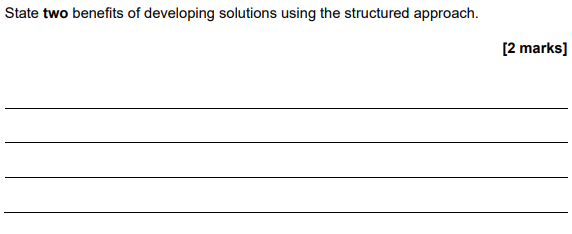 State two benefits of developing solutions using the structured approach.
[2 marks]